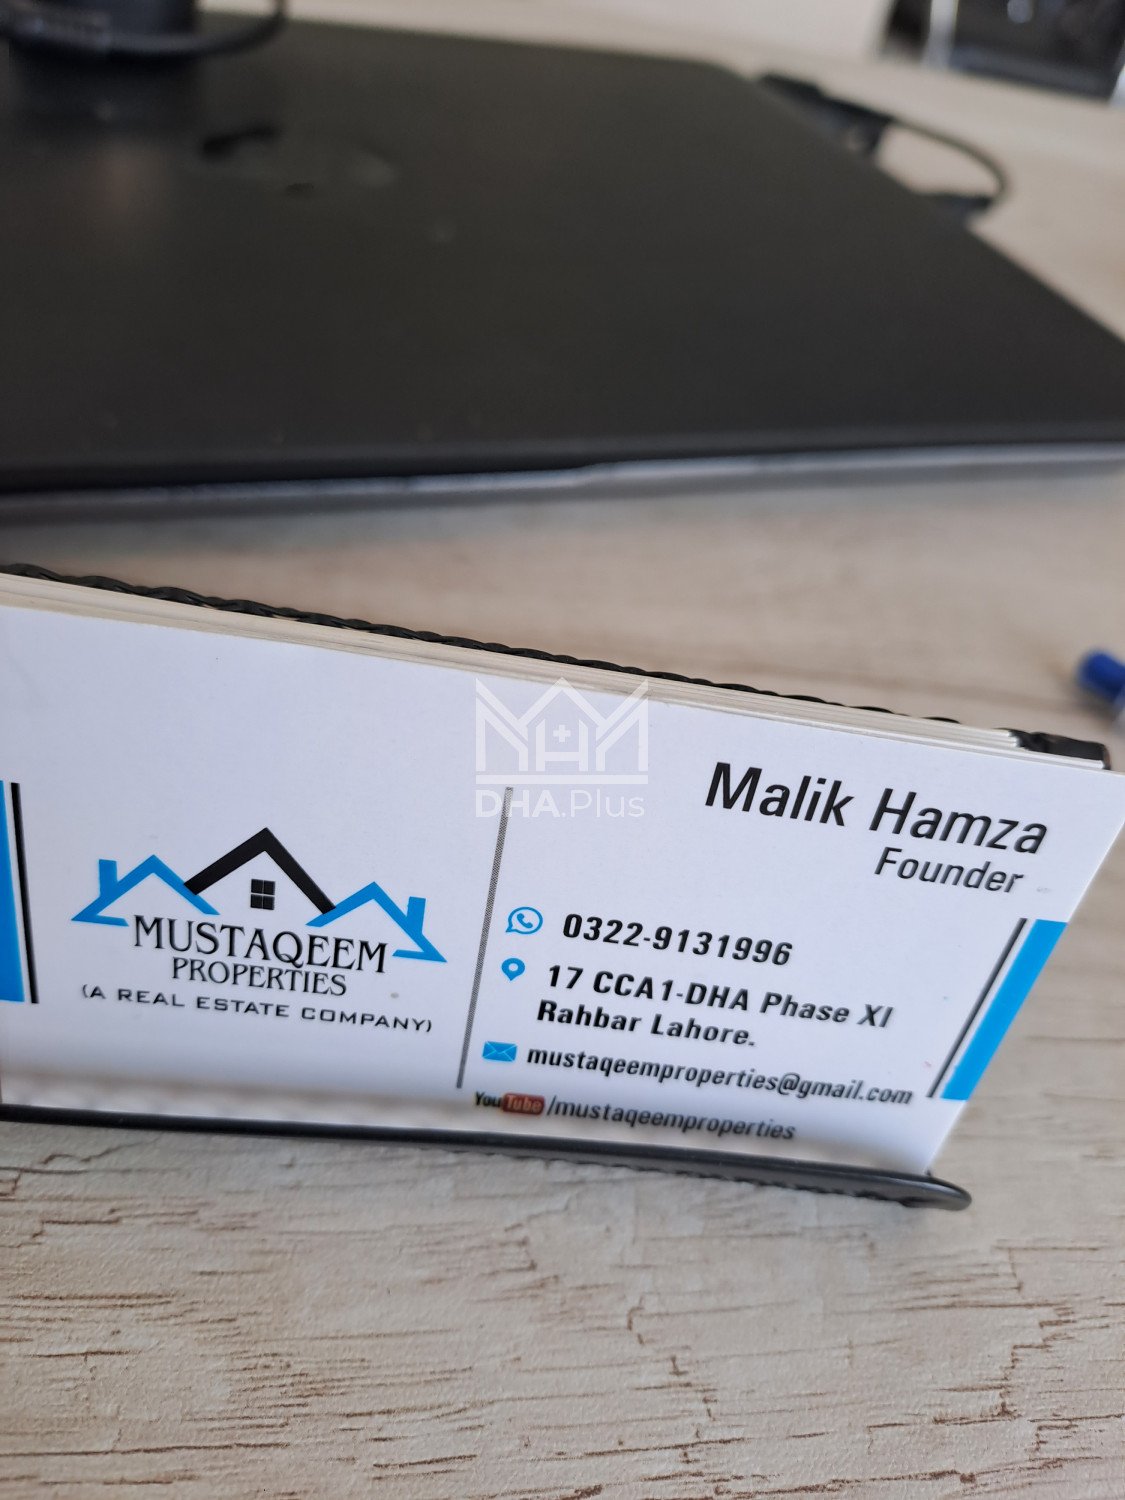 DHA.Plus
Malik Hamza
Founder
MUSTAQEEM
PROPERTIES
(A REAL ESTATE COMPANY)
0322-9131996
17 CCA1-DHA Phase XI
Rahbar Lahore.
mustaqeemproperties@gmail.com
YouTube /mustaqeemproperties